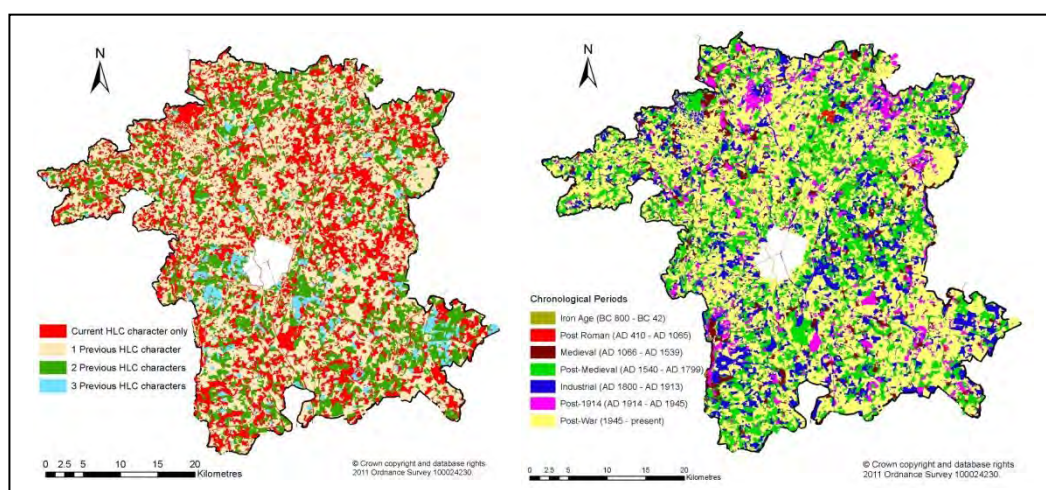 N
Current HLC character only
1 Previous HLC character
2 Previous HLC characters
3 Previous HLC characters
0 2.5 5 10 15 20
Kilometres
© Crown copyright and database rights
2011 Ordnance Survey 100024230.
N
Chronological Periods
Iron Age (BC 800 - BC 42)
Post Roman (AD 410 - AD 1065)
Medieval (AD 1066 - AD 1539)
Post-Medieval (AD 1540 - AD 1799)
Industrial (AD 1800 - AD 1913)
Post-1914 (AD 1914 - AD 1945)
Post-War (1945 - present)
0 2.5 5 10 15 20
Kilometres
© Crown copyright and database rights
2011 Ordnance Survey 100024230.